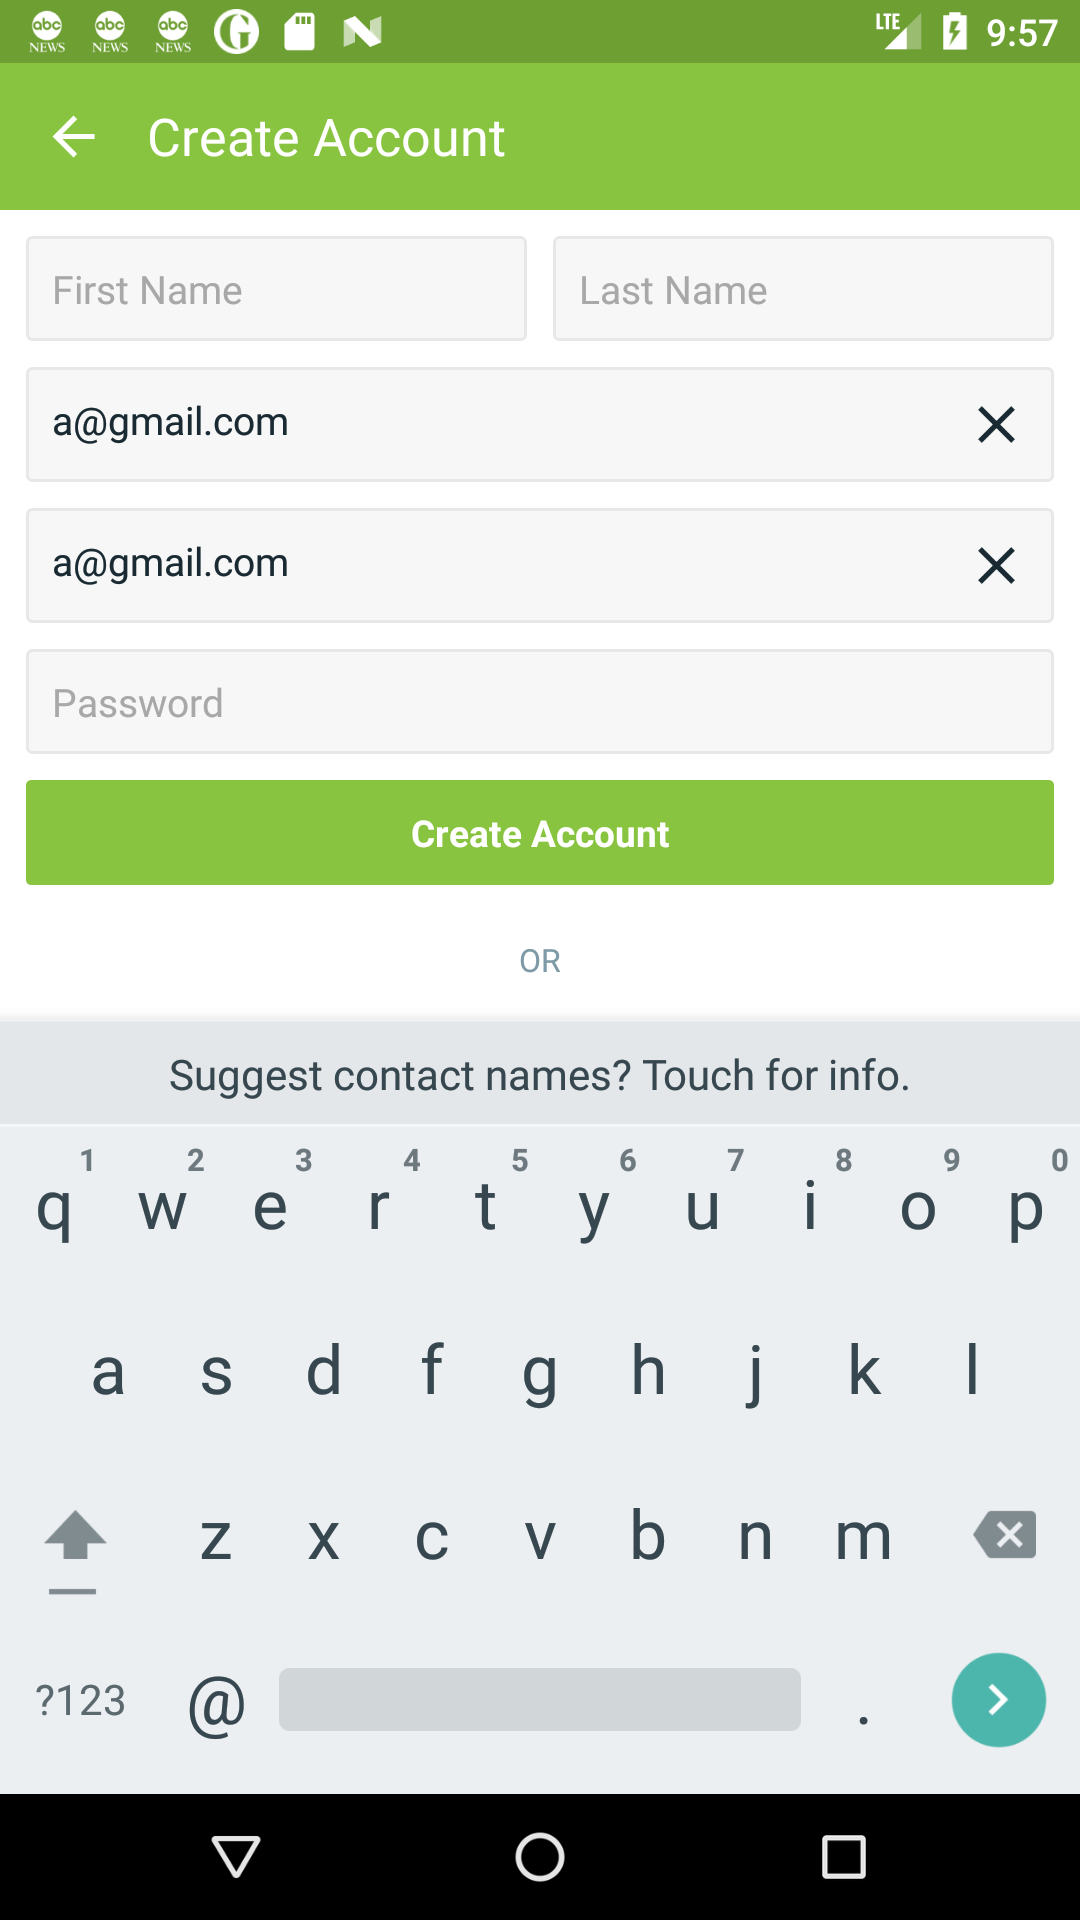 abc NEWS abc NEWS abc NEWS G N LTE 9:57
Create Account
First Name Last Name
a@gmail.com
a@gmail.com
Password
Create Account
OR
Suggest contact names? Touch for info.
1 2 3 4 5 6 7 8 9 0
q w e r t y u i o p
a s d f g h j k l
z x c v b n m
?123 @ .